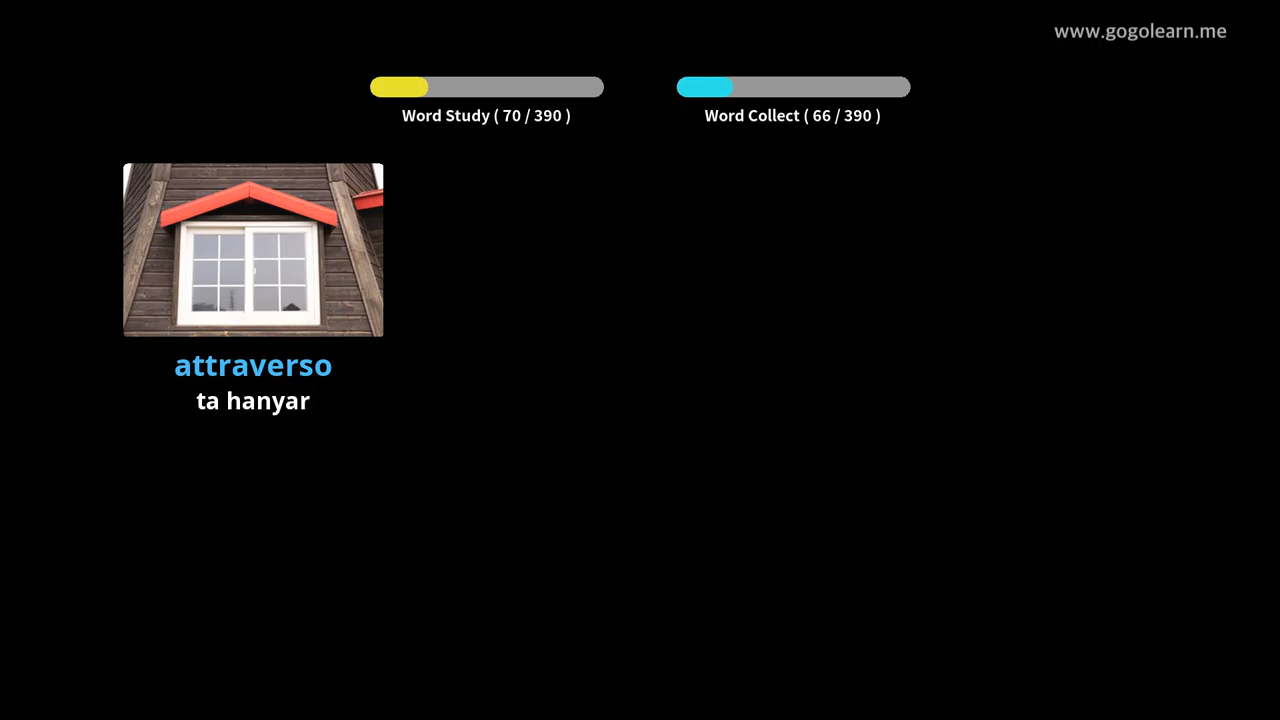 www.gogolearn.me
Word Study ( 70 / 390 )
Word Collect ( 66 / 390 )
attraverso
ta hanyar